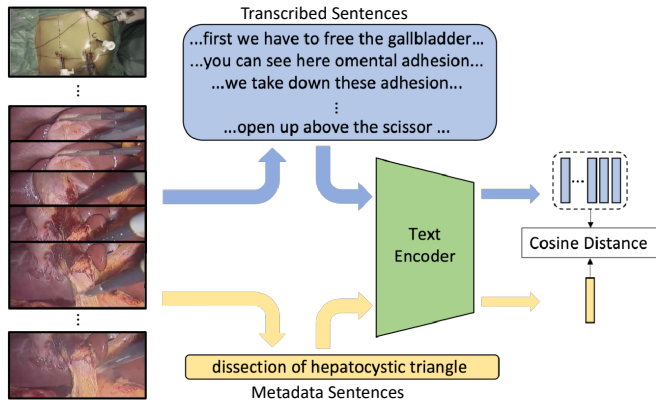 Transcribed Sentences
...first we have to free the gallbladder...
...you can see here omental adhesion...
...we take down these adhesion...
...open up above the scissor ...
Text
Encoder
Cosine Distance
dissection of hepatocystic triangle
Metadata Sentences